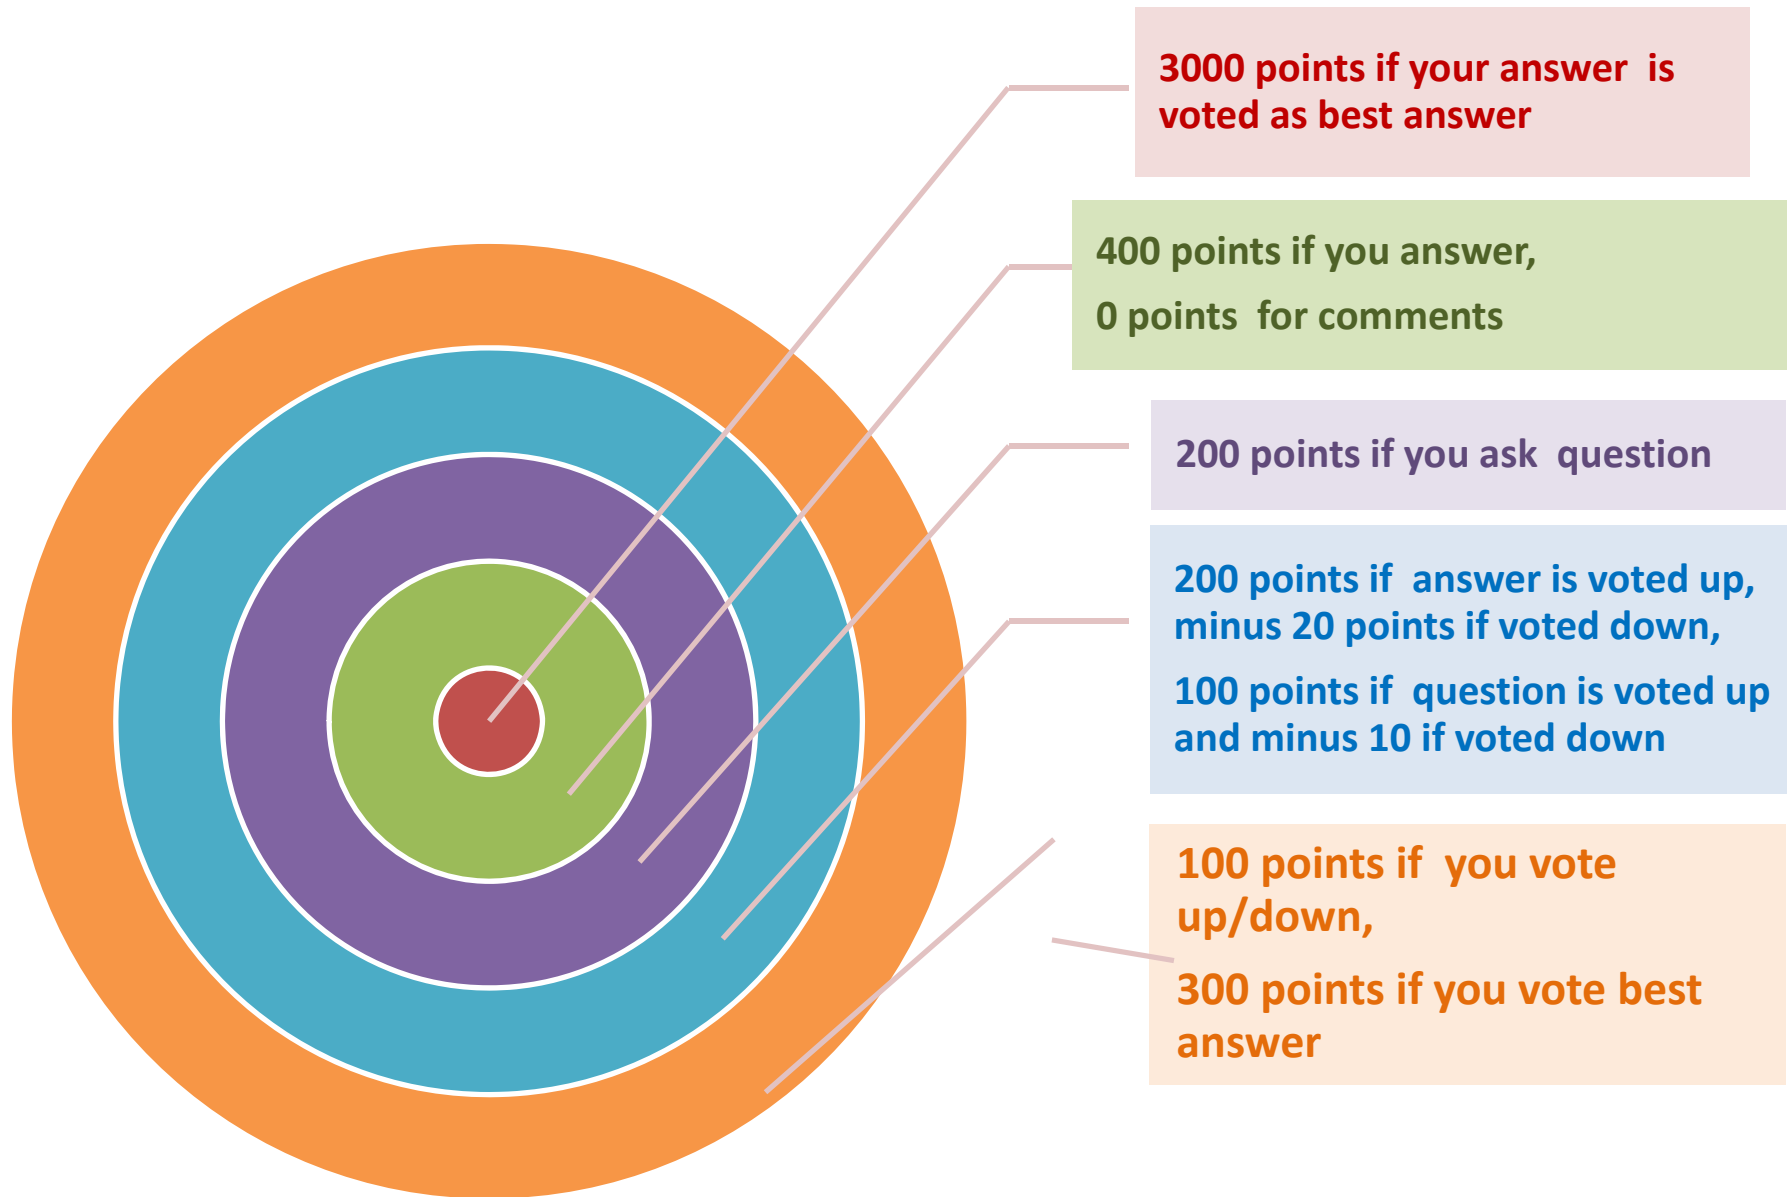 3000 points if your answer is
voted as best answer
400 points if you answer,
0 points for comments
200 points if you ask question
200 points if answer is voted up,
minus 20 points if voted down,
100 points if question is voted up
and minus 10 if voted down
100 points if you vote
up/down,
300 points if you vote best
answer